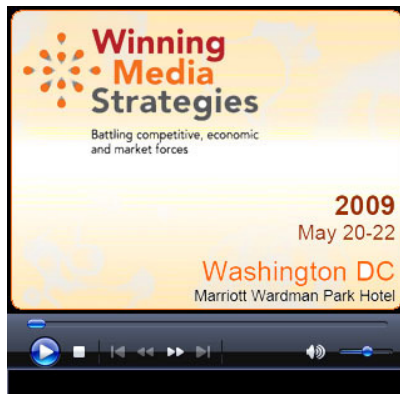 Winning
Media
Strategies
Battling competitive, economic
and market forces
2009
May 20-22
Washington DC
Marriott Wardman Park Hotel